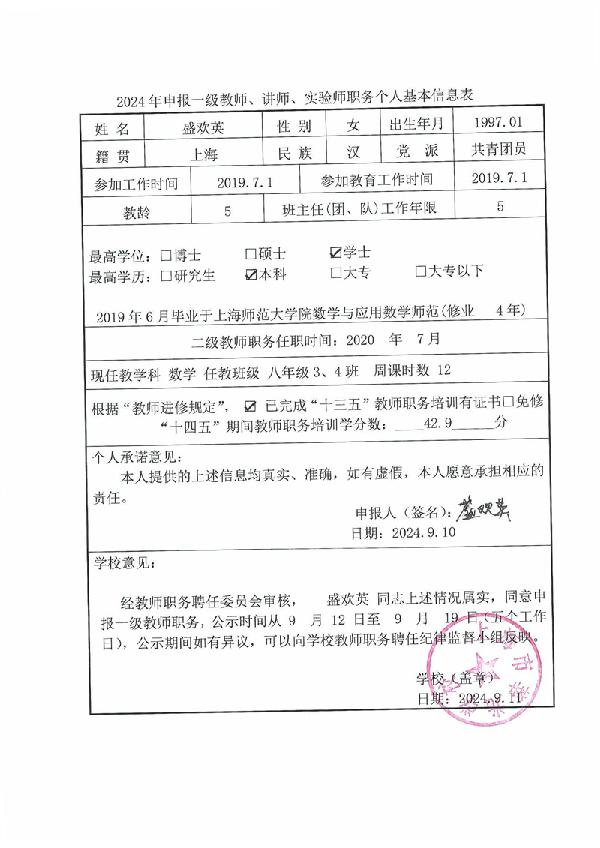 2024年申报一级教师、讲师、实验师职务个人基本信息表
姓 名 盛欢英 性 别 女 出生年月 1997.01
籍 贯 上海 民 族 汉 党 派 共青团员
参加工作时间 2019.7.1 参加教育工作时间 2019.7.1
教龄 5 班主任(团、队)工作年限 5
最高学位：□博士 □硕士 ☑学士
最高学历：□研究生 ☑本科 □大专 □大专以下
2019 年 6 月毕业于上海师范大学院数学与应用数学师范(修业 4 年)
二级教师职务任职时间：2020 年 7 月
现任教学科 数学 任教班级 八年级 3、4 班 周课时数 12
根据“教师进修规定”， ☑ 已完成“十三五”教师职务培训有证书□免修
“十四五”期间教师职务培训学分数：____42.9______分
个人承诺意见：
本人提供的上述信息均真实、准确，如有虚假，本人愿意承担相应的
责任。
申报人（签名）：盛欢英
日期：2024.9.10
学校意见：
经教师职务聘任委员会审核， 盛欢英 同志上述情况属实，同意申
报一级教师职务，公示时间从 9 月 12 日至 9 月 19 日（五个工作
日），公示期间如有异议，可以向学校教师职务聘任纪律监督小组反映。
学校（盖章）
日期：2024.9.11